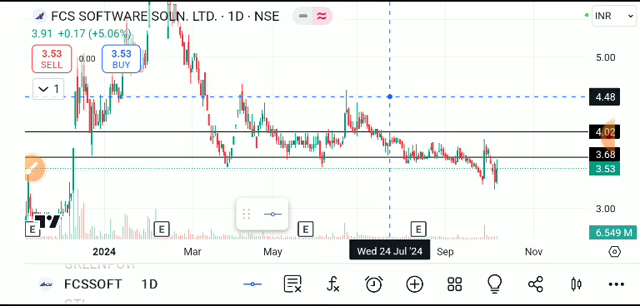 FCS SOFTWARE SOLN. LTD. · 1D · NSE
INR
3.91 +0.17 (+5.06%)
3.53
SELL
0.00
3.53
BUY
5.00
1
4.48
4.02
3.68
3.53
3.00
E
E
E
E
6.549 M
2024
Mar
May
Wed 24 Jul '24
Sep
Nov
FCSSOFT 1D